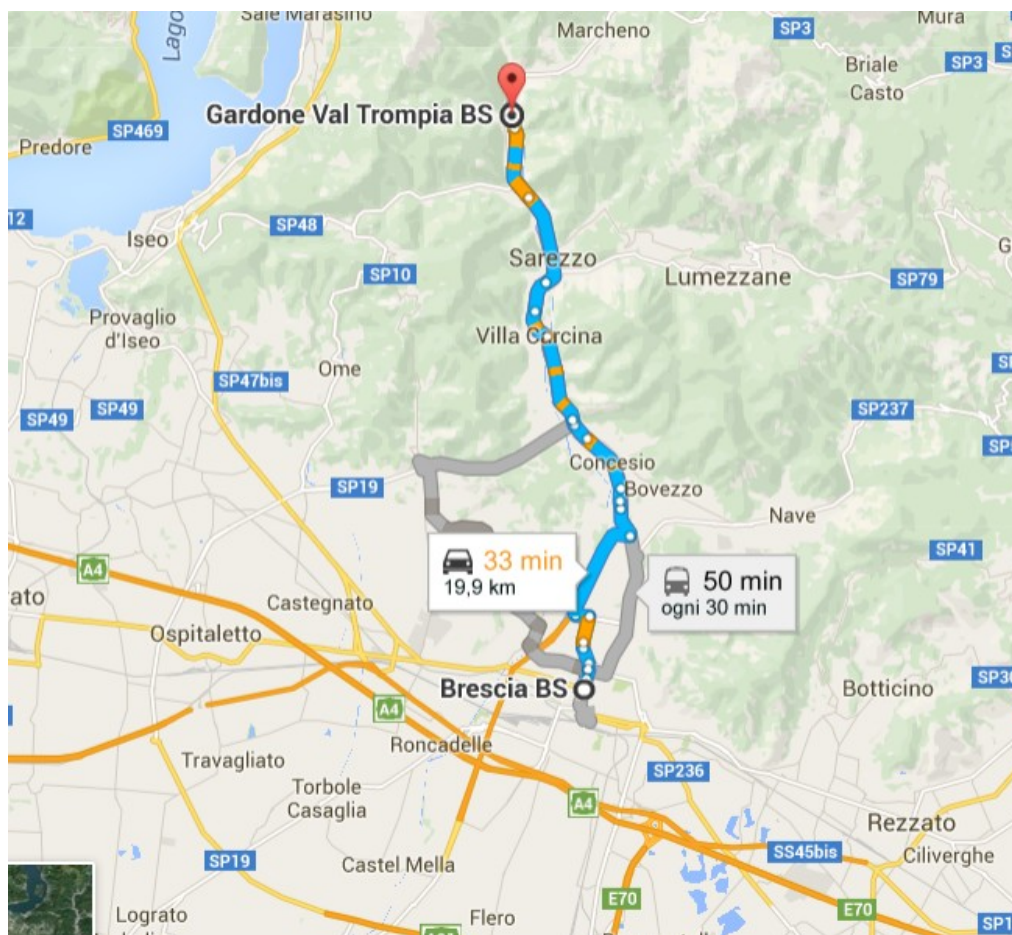 Sale Marasino
Mura
SP3
Lago
Marcheno
Briale
SP3
Casto
Gardone Val Trompia BS
SP469
Predore
12
Iseo
SP48
Sarezzo
SP10
Lumezzane
SP79
Provaglio
d'Iseo
Villa Carcina
Ome
SP47bis
SP49
SP49
SP237
Concesio
SP19
Bovezzo
Nave
33 min
19,9 km
50 min
ogni 30 min
SP41
A4
Castegnato
Ospitaletto
Brescia BS
Botticino
A4
Roncadelle
Travagliato
SP236
Torbole
Casaglia
A4
Rezzato
SS45bis
Ciliverghe
SP19
Castel Mella
E70
E70
Lograto
Flero